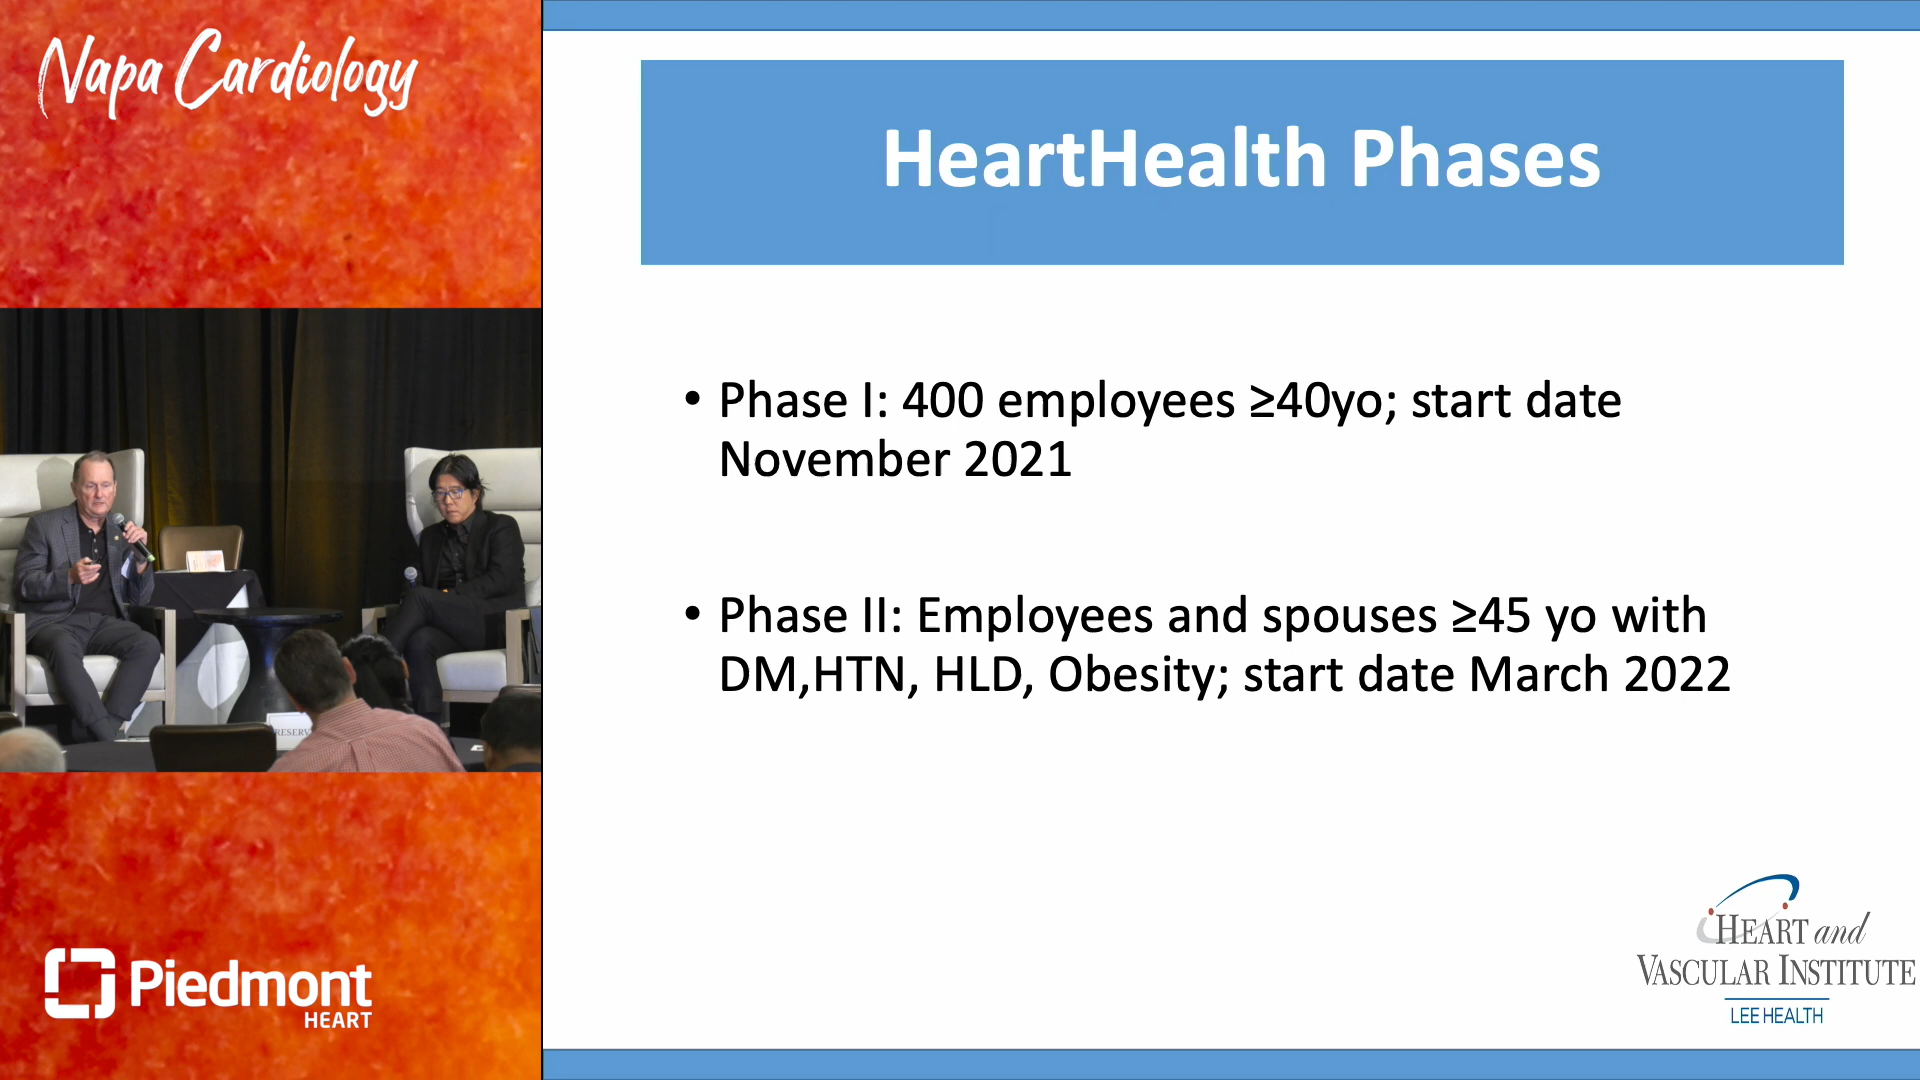 Napa Cardiology
HeartHealth Phases
• Phase I: 400 employees ≥40yo; start date
November 2021
• Phase II: Employees and spouses ≥45 yo with
DM,HTN, HLD, Obesity; start date March 2022
RESERV
Piedmont
HEART
HEART and
VASCULAR INSTITUTE
LEE HEALTH